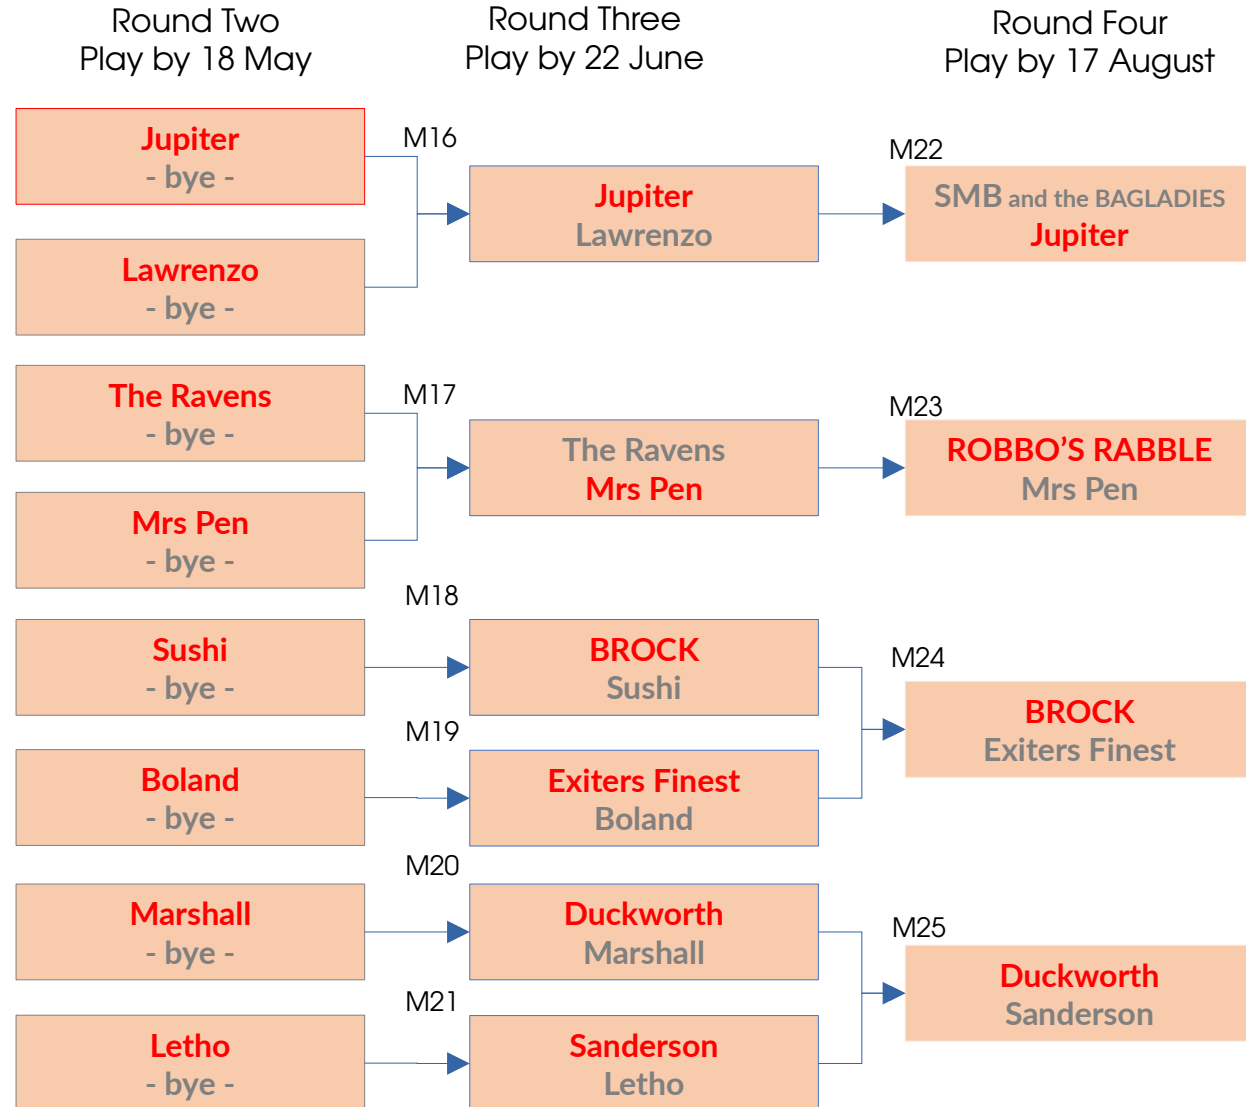 Round Two
Play by 18 May
Round Three
Play by 22 June
Round Four
Play by 17 August
Jupiter
- bye -
Lawrenzo
- bye -
M16
Jupiter
Lawrenzo
M22
SMB and the BAGLADIES
Jupiter
The Ravens
- bye -
Mrs Pen
- bye -
M17
The Ravens
Mrs Pen
M23
ROBBO'S RABBLE
Mrs Pen
Sushi
- bye -
M18
BROCK
Sushi
Boland
- bye -
M19
Exiters Finest
Boland
M24
BROCK
Exiters Finest
Marshall
- bye -
M20
Duckworth
Marshall
Letho
- bye -
M21
Sanderson
Letho
M25
Duckworth
Sanderson